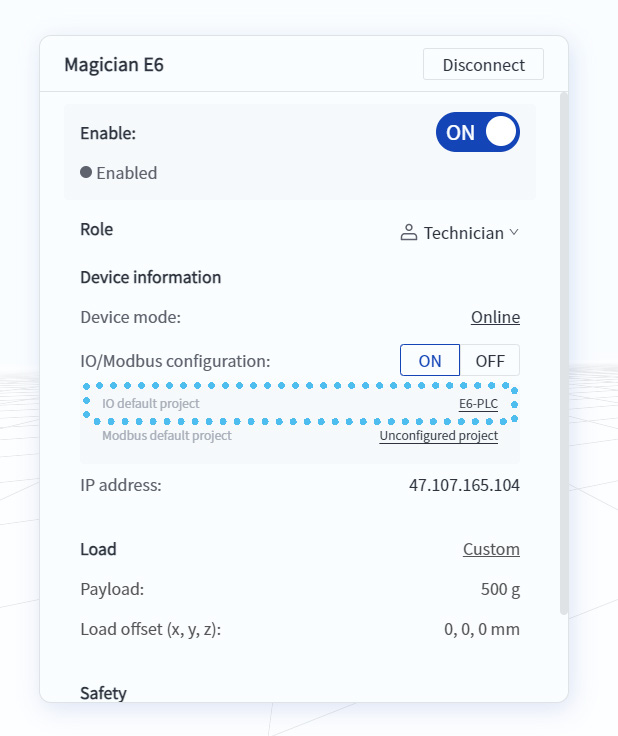 Magician E6 Disconnect
Enable: ON
Enabled
Role Technician
Device information
Device mode: Online
IO/Modbus configuration: ON OFF
IO default project E6-PLC
Modbus default project Unconfigured project
IP address: 47.107.165.104
Load Custom
Payload: 500 g
Load offset (x, y, z): 0, 0, 0 mm
Safety